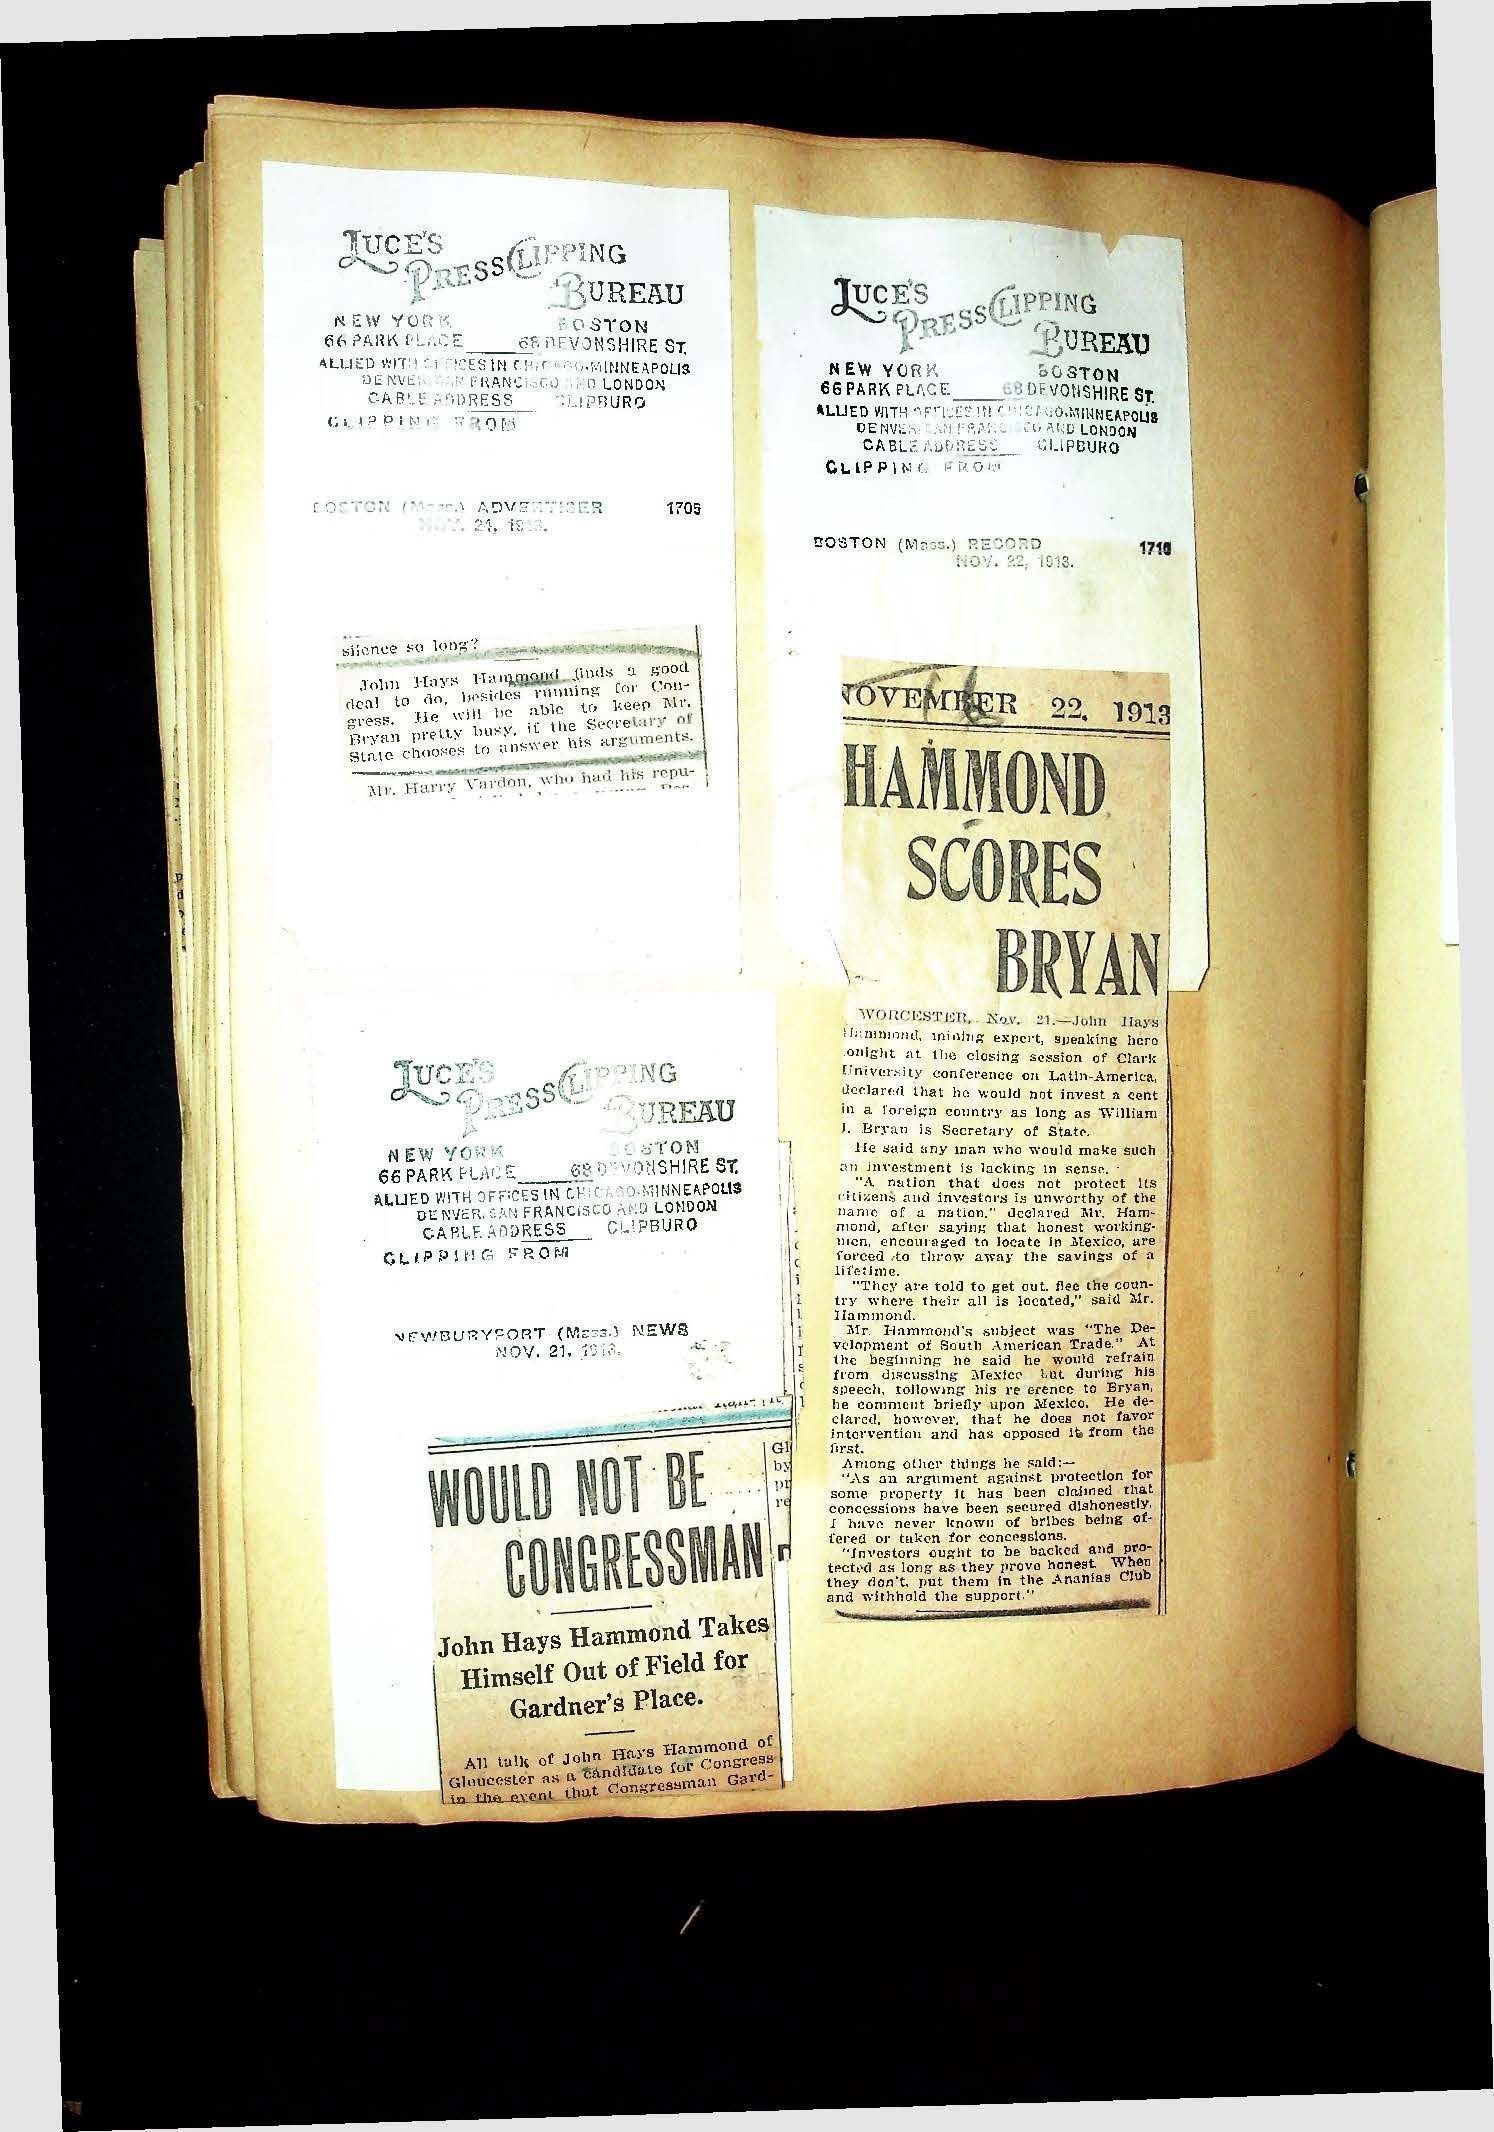 LUCE'S
PRESS CLIPPING
BUREAU
NEW YORK BOSTON
66 PARK PLACE 68 DEVONSHIRE ST.
ALLIED WITH OFFICES IN CHICAGO-MINNEAPOLIS
DENVER, SAN FRANCISCO AND LONDON
CABLE ADDRESS CLIPBURO
CLIPPING FROM
BOSTON (Mass.) ADVERTISER 1705
NOV. 21, 1913.
silence so long?
John Hays Hammond finds a good
deal to do, besides running for Con-
gress. He will be able to keep Mr.
Bryan pretty busy, if the Secretary of
State chooses to answer his arguments.
Mr. Harry Vardon, who had his repu-
LUCE'S
PRESS CLIPPING
BUREAU
NEW YORK BOSTON
66 PARK PLACE 68 DEVONSHIRE ST.
ALLIED WITH OFFICES IN CHICAGO-MINNEAPOLIS
DENVER, SAN FRANCISCO AND LONDON
CABLE ADDRESS CLIPBURO
CLIPPING FROM
NEWBURYPORT (Mass.) NEWS
NOV. 21, 1913.
WOULD NOT BE
CONGRESSMAN
John Hays Hammond Takes
Himself Out of Field for
Gardner's Place.
All talk of John Hays Hammond of
Gloucester as a candidate for Congress
in the event that Congressman Gard-
Gl
by
pr
re
LUCE'S
PRESS CLIPPING
BUREAU
NEW YORK BOSTON
66 PARK PLACE 68 DEVONSHIRE ST.
ALLIED WITH OFFICES IN CHICAGO-MINNEAPOLIS
DENVER, SAN FRANCISCO AND LONDON
CABLE ADDRESS CLIPBURO
CLIPPING FROM
BOSTON (Mass.) RECORD 1710
NOV. 22, 1913.
NOVEMBER 22, 1913
HAMMOND
SCORES
BRYAN
WORCESTER, Nov. 21.—John Hays
Hammond, mining expert, speaking here
onight at the closing session of Clark
University conference on Latin-America,
declared that he would not invest a cent
in a foreign country as long as William
J. Bryan is Secretary of State.
He said any man who would make such
an investment is lacking in sense.
"A nation that does not protect its
citizens and investors is unworthy of the
name of a nation," declared Mr. Ham-
mond, after saying that honest working-
men, encouraged to locate in Mexico, are
forced to throw away the savings of a
lifetime.
"They are told to get out, flee the coun-
try where their all is located," said Mr.
Hammond.
Mr. Hammond's subject was "The De-
velopment of South American Trade." At
the beginning he said he would refrain
from discussing Mexico but during his
speech, following his re erence to Bryan,
he comment briefly upon Mexico. He de-
clared, however, that he does not favor
intervention and has opposed it from the
first.
Among other things he said:—
"As an argument against protection for
some property it has been claimed that
concessions have been secured dishonestly.
I have never known of bribes being of-
fered or taken for concessions.
"Investors ought to be backed and pro-
tected as long as they prove honest. When
they don't, put them in the Ananias Club
and withhold the support."